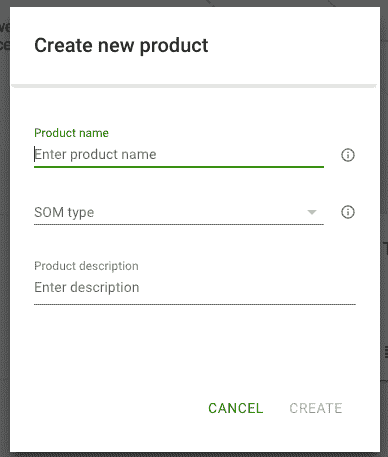 Create new product
Product name
Enter product name
SOM type
Product description
Enter description
CANCEL CREATE